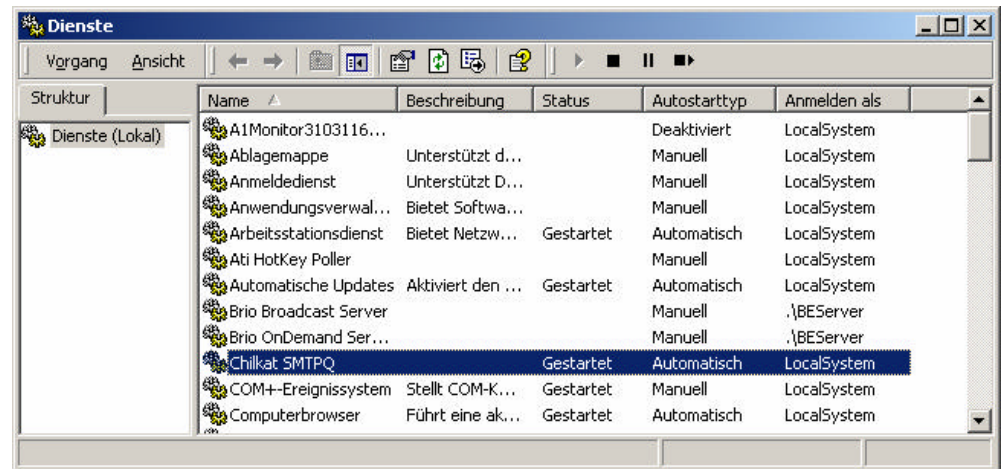 Dienste
Vorgang Ansicht
Struktur
Name Beschreibung Status Autostarttyp Anmelden als
Dienste (Lokal)
A1Monitor3103116... Deaktiviert LocalSystem
Ablagemappe Unterstützt d... Manuell LocalSystem
Anmeldedienst Unterstützt D... Manuell LocalSystem
Anwendungsverwal... Bietet Softwa... Manuell LocalSystem
Arbeitsstationsdienst Bietet Netzw... Gestartet Automatisch LocalSystem
Ati HotKey Poller Manuell LocalSystem
Automatische Updates Aktiviert den ... Gestartet Automatisch LocalSystem
Brio Broadcast Server Manuell .\BEServer
Brio OnDemand Ser... Manuell .\BEServer
Chilkat SMTPQ Gestartet Automatisch LocalSystem
COM+-Ereignissystem Stellt COM-K... Gestartet Manuell LocalSystem
Computerbrowser Führt eine ak... Gestartet Automatisch LocalSystem